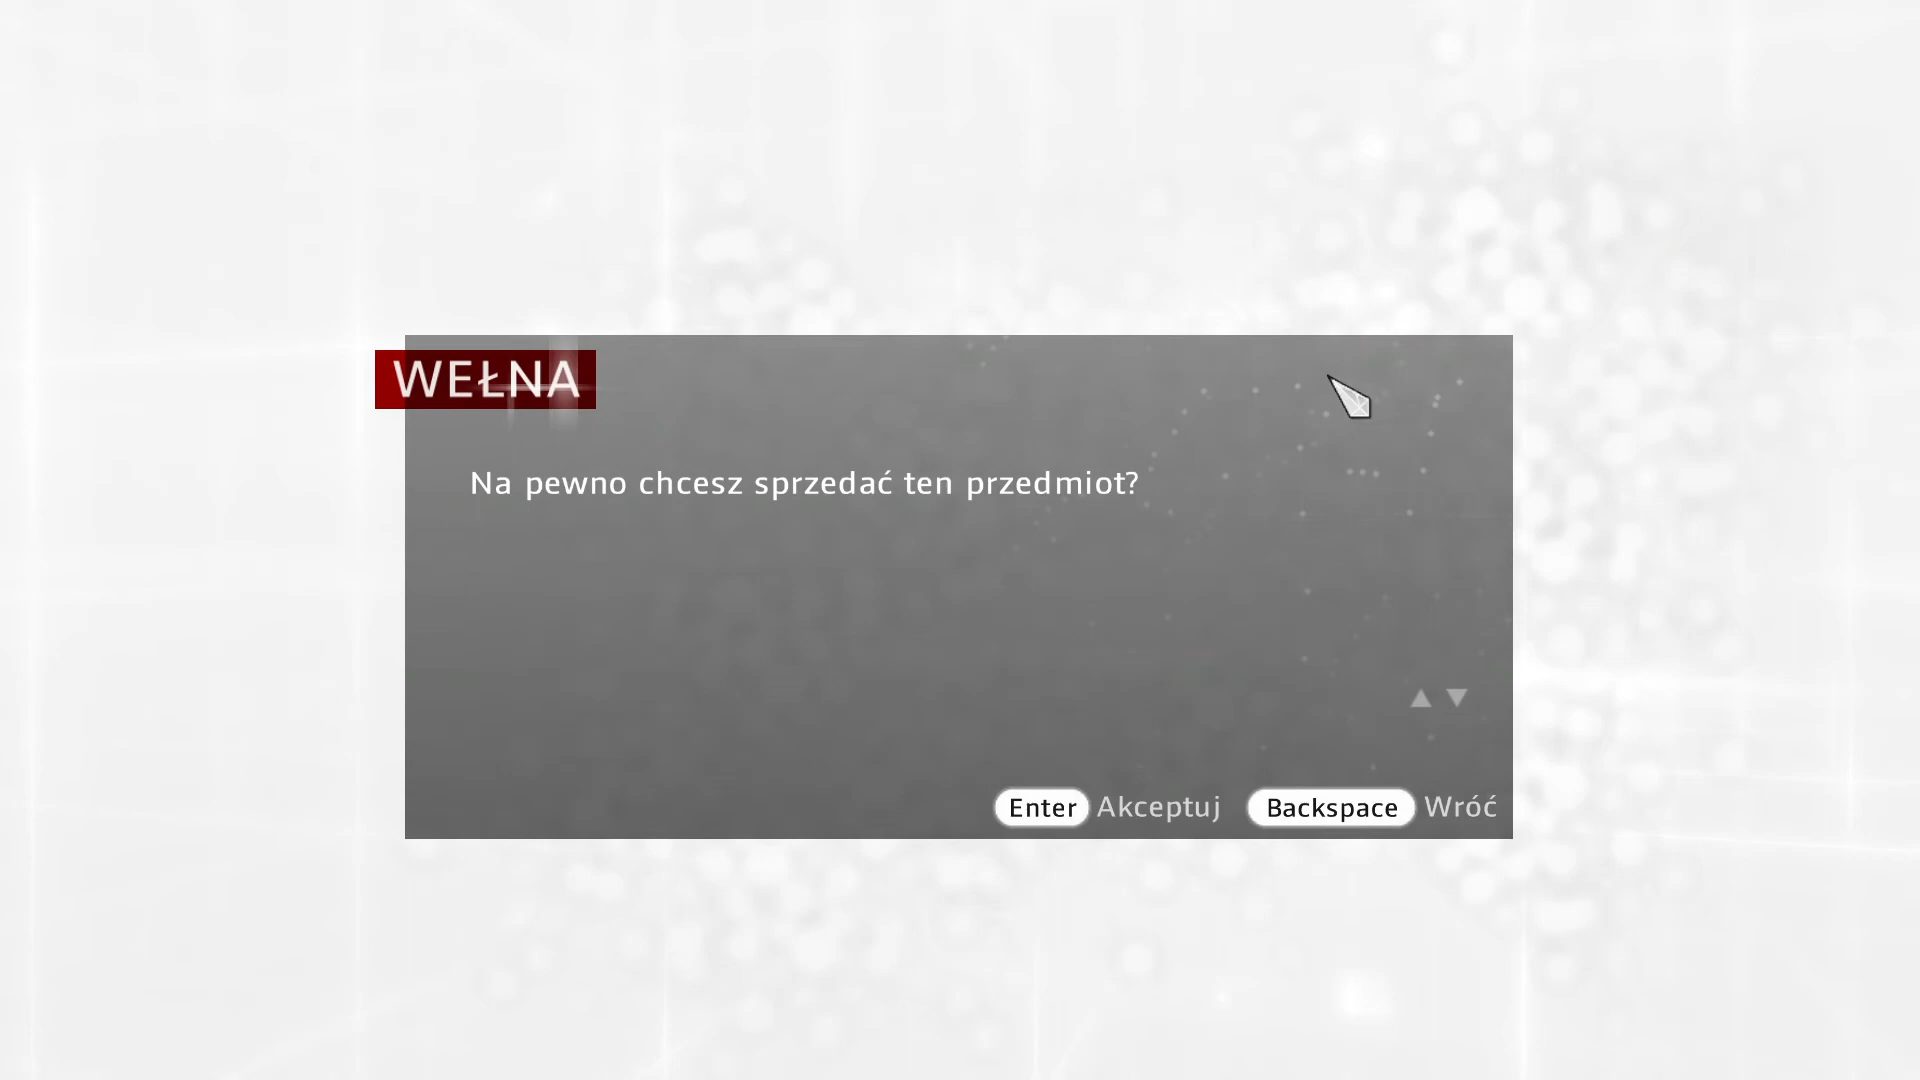 WEŁNA
Na pewno chcesz sprzedać ten przedmiot?
Enter Akceptuj Backspace Wróć